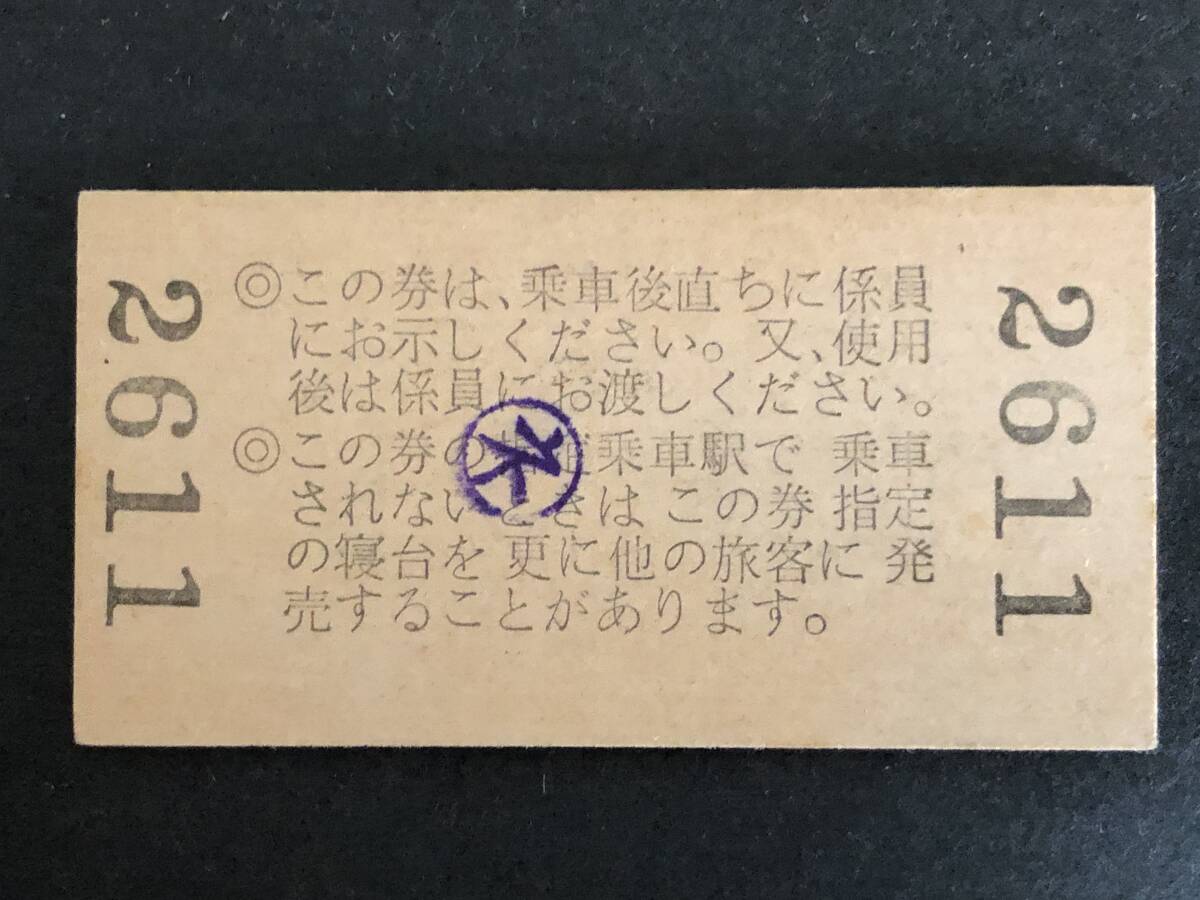 2611
◎この券は、乗車後直ちに係員
にお示しください。又、使用
後は係員にお渡しください。
◎この券の指定乗車駅で 乗車
されないときは この券 指定
の寝台を 更に他の旅客に 発
売することがあります。
水
2611